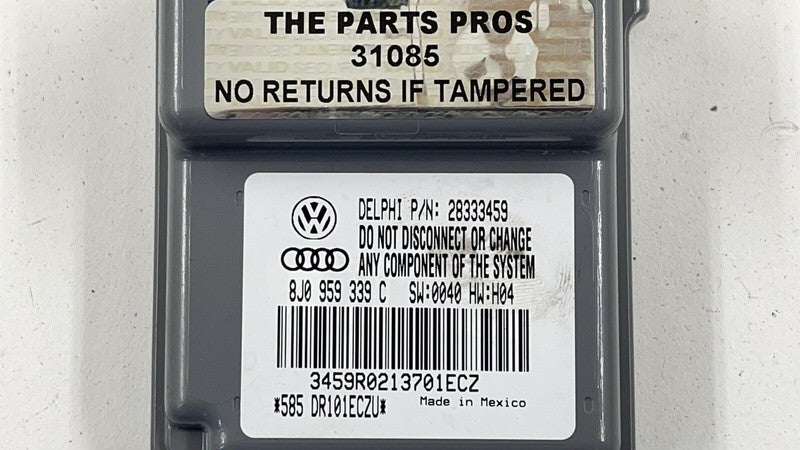 THE PARTS PROS
31085
NO RETURNS IF TAMPERED
DELPHI P/N: 28333459
DO NOT DISCONNECT OR CHANGE
ANY COMPONENT OF THE SYSTEM
8J0 959 339 C SW:0040 HW:H04
3459R0213701ECZ
*585 DR101ECZU* Made in Mexico